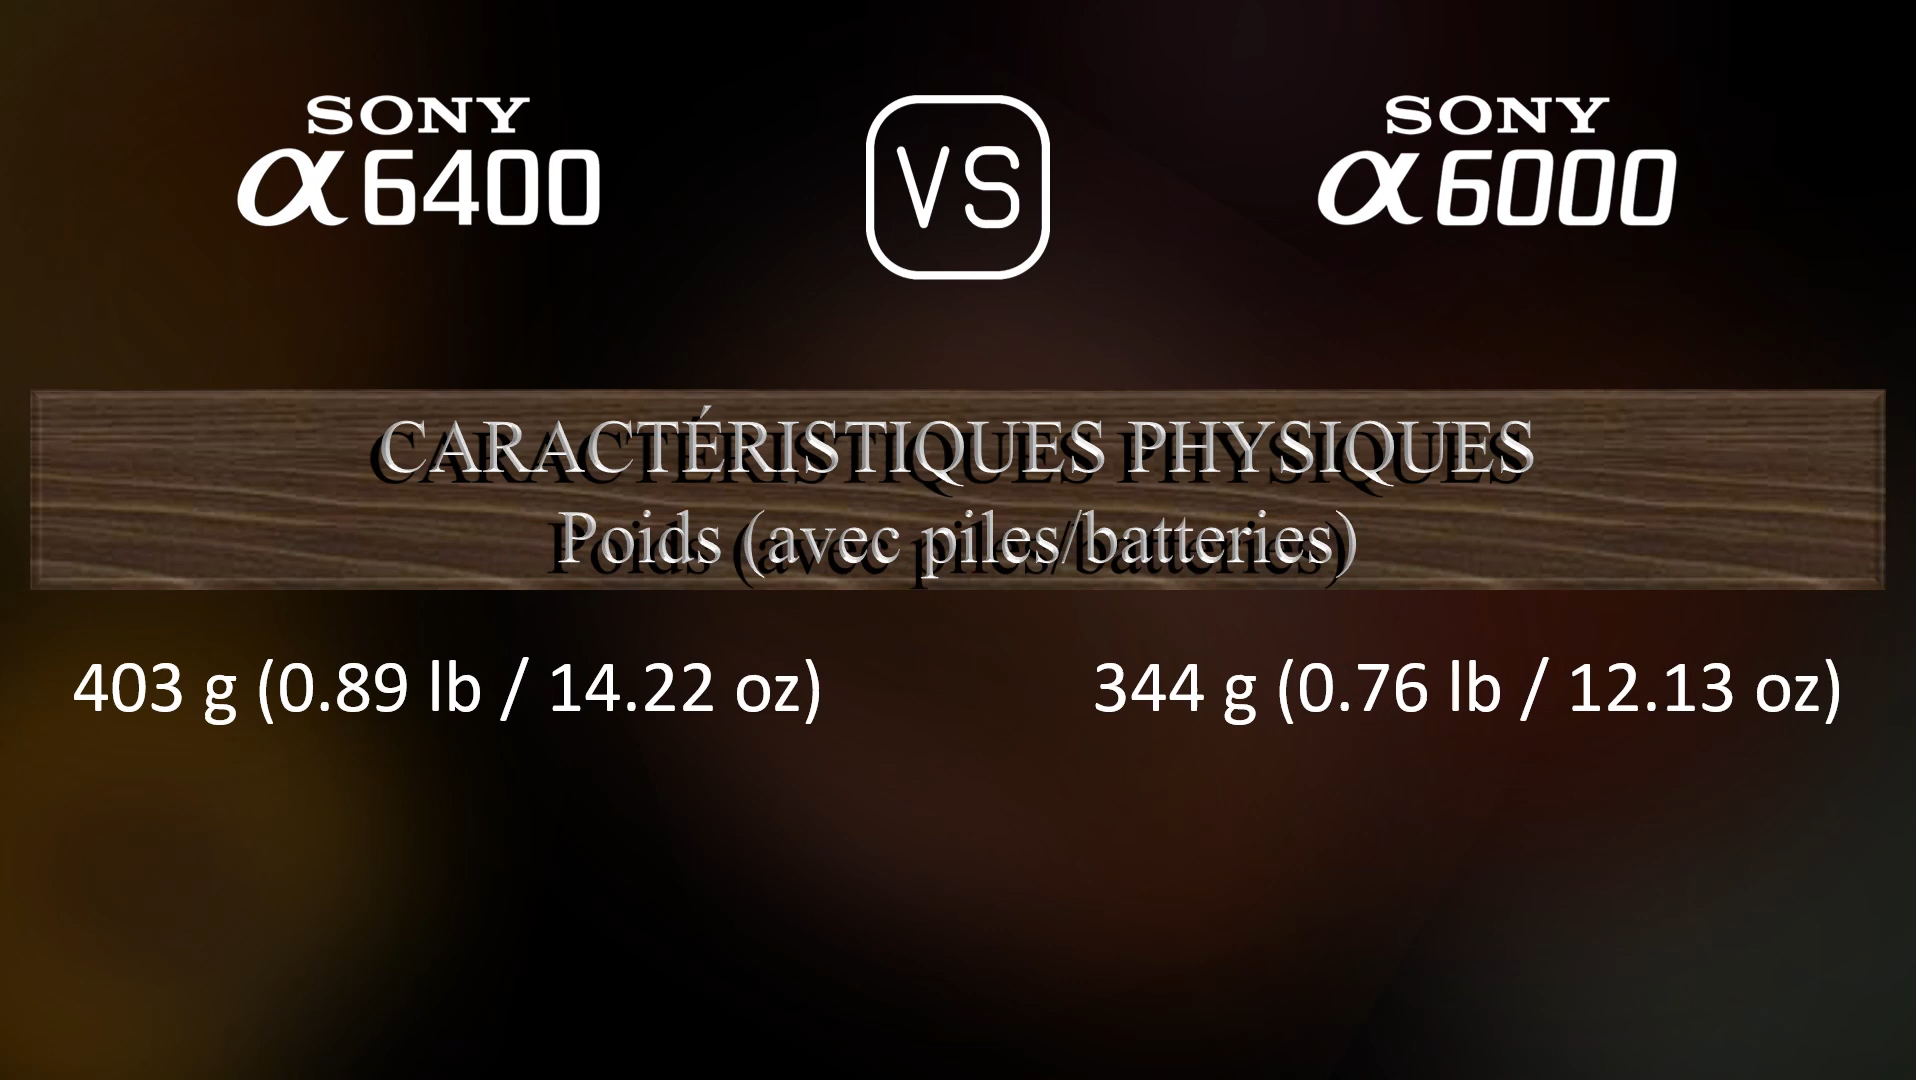 SONY
α6400
VS
SONY
α6000
CARACTÉRISTIQUES PHYSIQUES
Poids (avec piles/batteries)
403 g (0.89 lb / 14.22 oz)
344 g (0.76 lb / 12.13 oz)